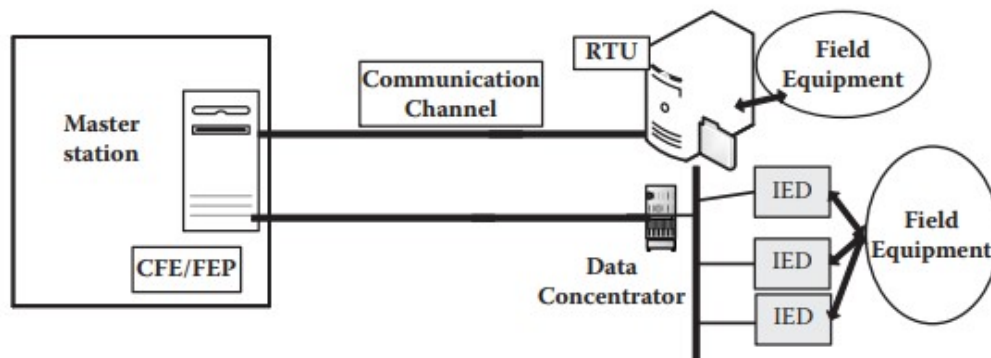 RTU
Field
Equipment
Communication
Channel
Master
station
CFE/FEP
Data
Concentrator
IED
IED
IED
Field
Equipment